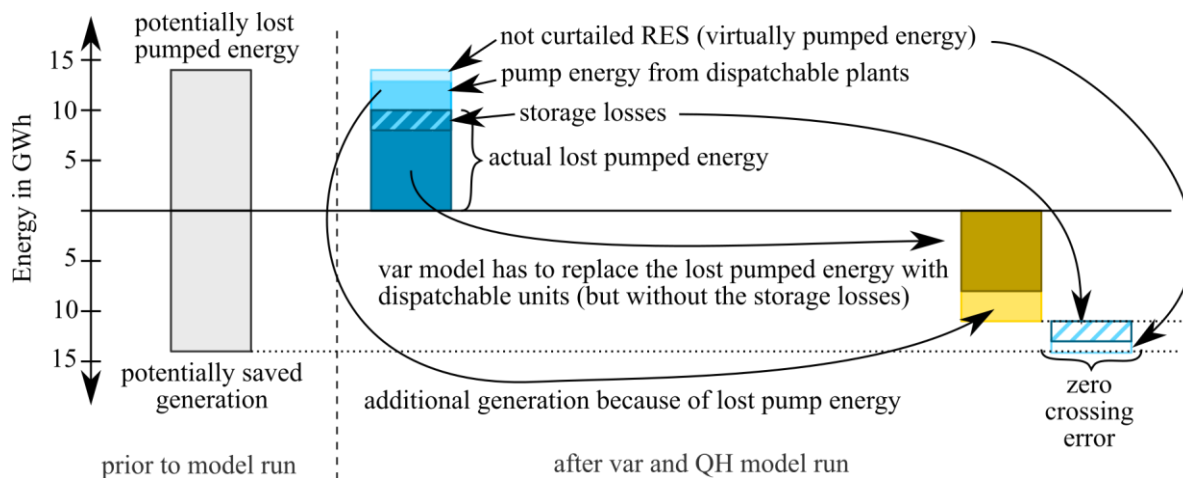 potentially lost
pumped energy
not curtailed RES (virtually pumped energy)
pump energy from dispatchable plants
storage losses
actual lost pumped energy
Energy in GWh
15
10
5
5
10
15
var model has to replace the lost pumped energy with
dispatchable units (but without the storage losses)
potentially saved
generation
additional generation because of lost pump energy
zero
crossing
error
prior to model run
after var and QH model run